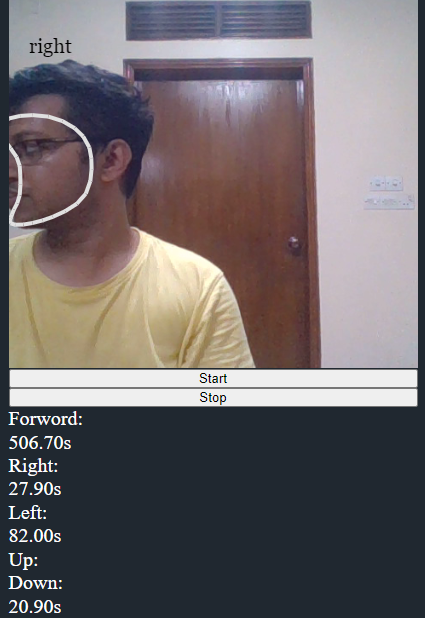 right
Start
Stop
Forword:
506.70s
Right:
27.90s
Left:
82.00s
Up:
Down:
20.90s